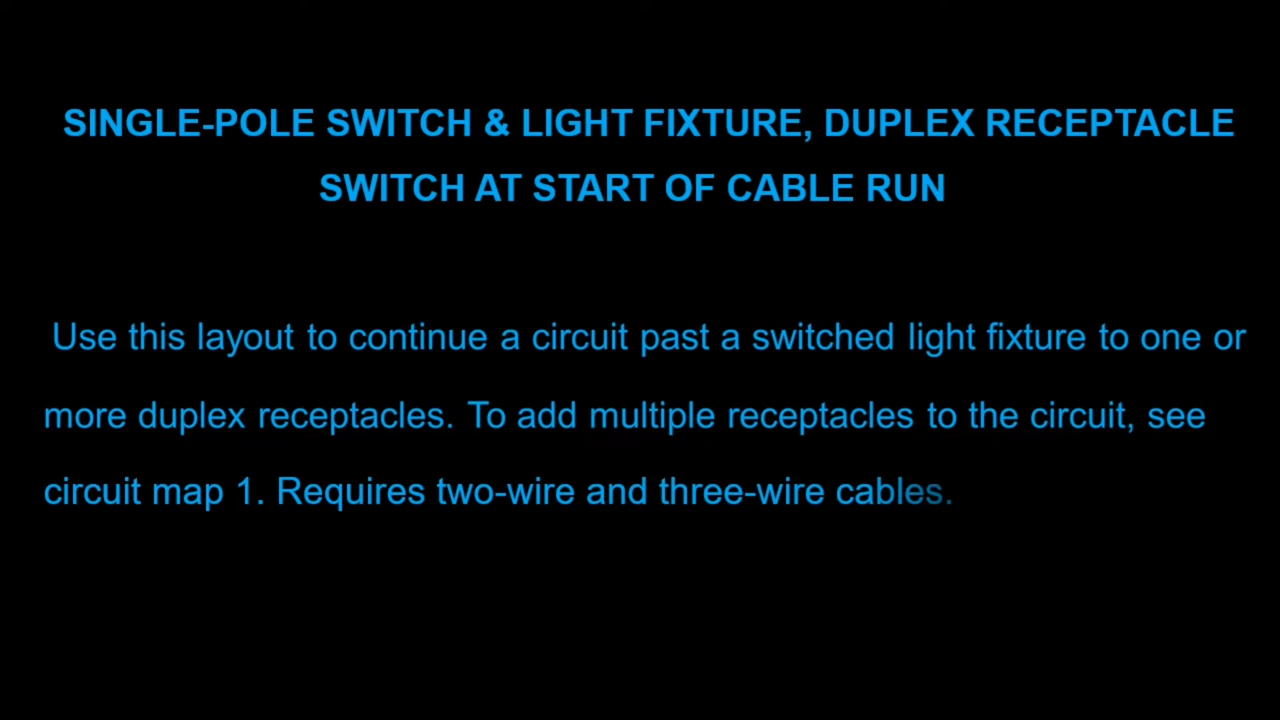 SINGLE-POLE SWITCH & LIGHT FIXTURE, DUPLEX RECEPTACLE
SWITCH AT START OF CABLE RUN
Use this layout to continue a circuit past a switched light fixture to one or
more duplex receptacles. To add multiple receptacles to the circuit, see
circuit map 1. Requires two-wire and three-wire cables.